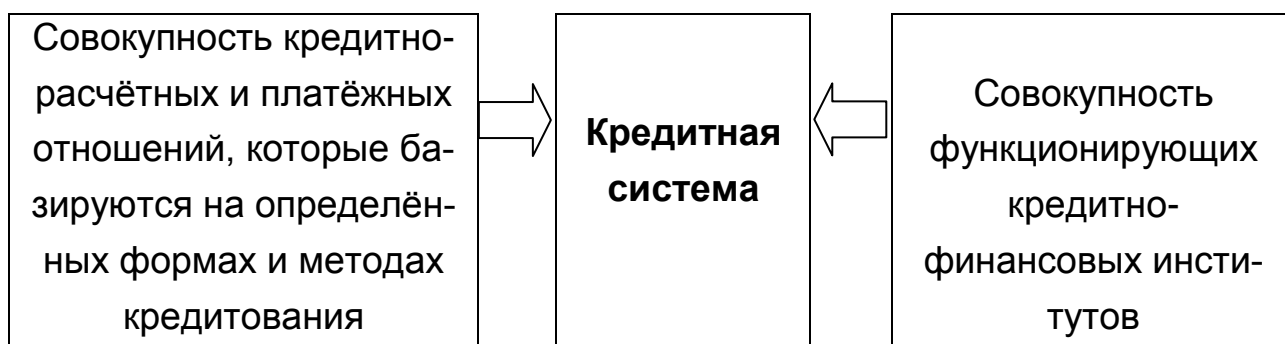 Совокупность кредитно-
расчётных и платёжных
отношений, которые ба-
зируются на определён-
ных формах и методах
кредитования
Кредитная
система
Совокупность
функционирующих
кредитно-
финансовых инсти-
тутов